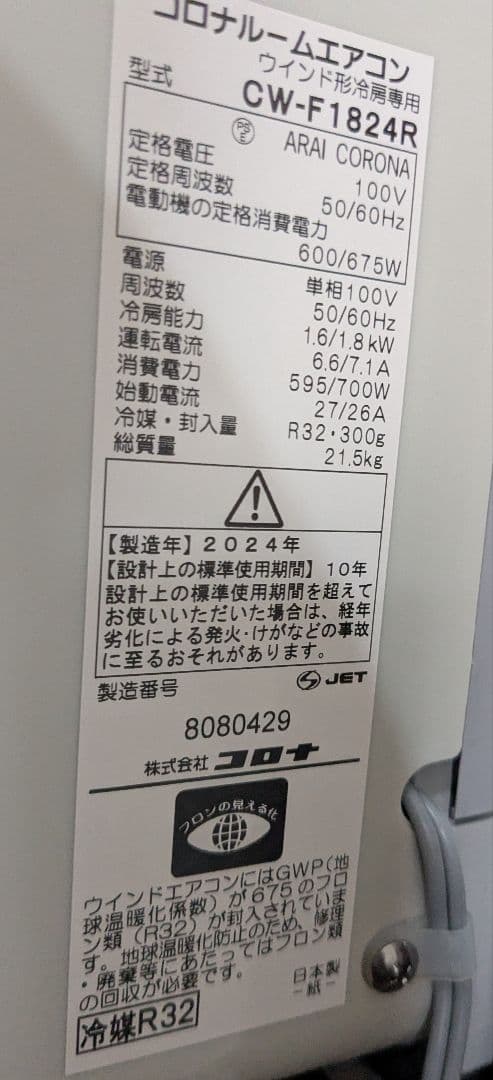 コロナルームエアコン
ウインド形冷房専用
型式 CW-F1824R
PSE ARAI CORONA
定格電圧 100V
定格周波数 50/60Hz
電動機の定格消費電力
600/675W
電源 単相100V
周波数 50/60Hz
冷房能力 1.6/1.8kW
運転電流 6.6/7.1A
消費電力 595/700W
始動電流 27/26A
冷媒・封入量 R32・300g
総質量 21.5kg
【製造年】2024年
【設計上の標準使用期間】10年
設計上の標準使用期間を超えて
お使いいただいた場合は、経年
劣化による発火・けがなどの事故
に至るおそれがあります。
製造番号 JET
8080429
株式会社コロナ
フロンの見える化
ウインドエアコンにはGWP(地
球温暖化係数)が675のフロ
ン類(R32)が封入されていま
す。地球温暖化防止のため、修理
・廃棄等にあたってはフロン類
の回収が必要です。
日本製
-紙-
冷媒R32